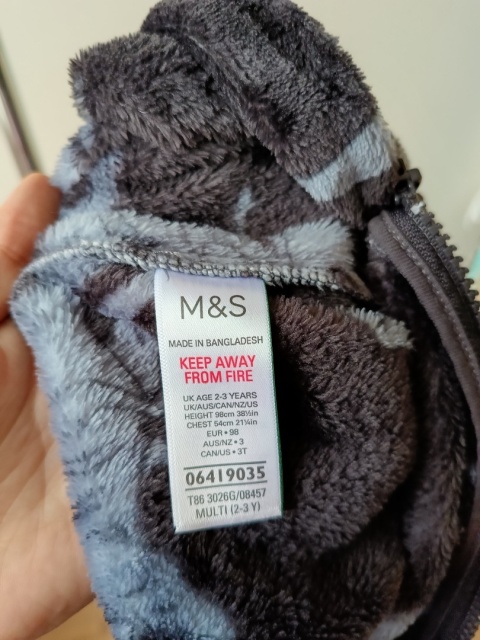 M&S
MADE IN BANGLADESH
KEEP AWAY
FROM FIRE
UK AGE 2-3 YEARS
UK/AUS/CAN/NZ/US
HEIGHT 98cm 38½in
CHEST 54cm 21¼in
EUR • 98
AUS/NZ • 3
CAN/US • 3T
06419035
T86 3026G/08457
MULTI (2-3 Y)